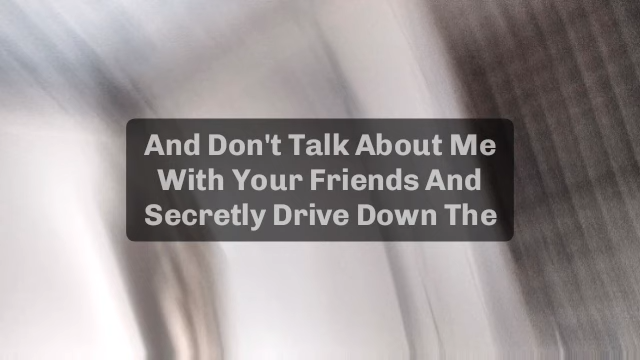 And Don't Talk About Me
With Your Friends And
Secretly Drive Down The